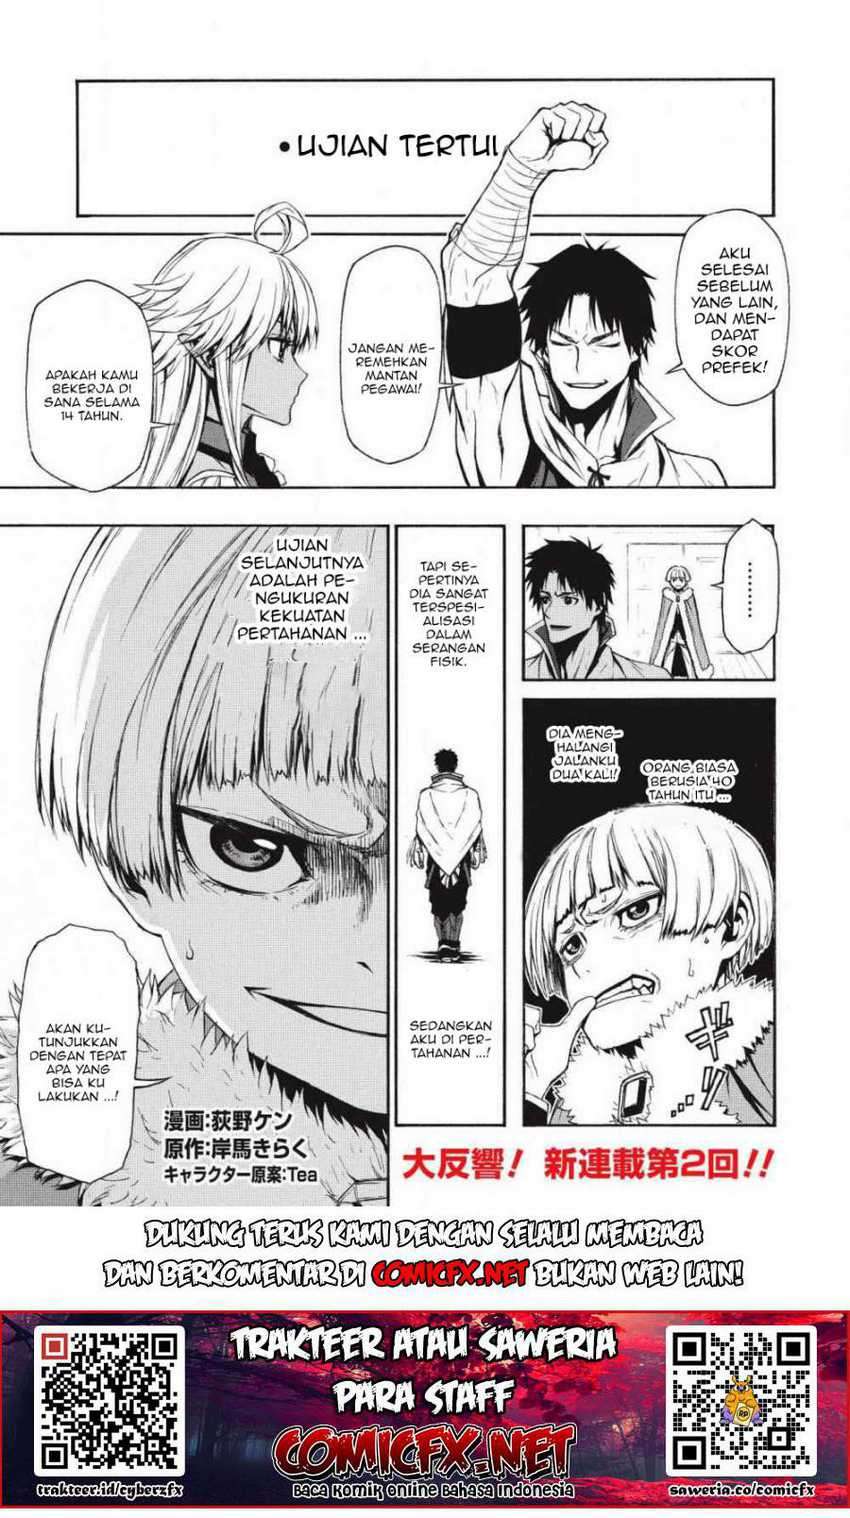 •UJIAN TERTUL
AKU
SELESAI
SEBELUM
YANG LAIN,
DAN MEN-
DAPAT
SKOR
PREFEK!
JANGAN ME-
REMEHKAN
MANTAN
PEGAWAI!
APAKAH KAMU
BEKERJA DI
SANA SELAMA
14 TAHUN.
..........
DIA MENG-
HALANGI
JALANKU
DUA KALI!
ORANG BIASA
BERUSIA 40
TAHUN ITU ...
ギギ
TAPI SE-
PERTINYA
DIA SANGAT
TERSPESI-
ALISASI
DALAM
SERANGAN
FISIK.
SEDANGKAN
AKU DI PER-
TAHANAN ...!
UJIAN
SELANJUTNYA
ADALAH PE-
NGUKURAN
KEKUATAN
PERTAHANAN ...
AKAN KU-
TUNJUKKAN
DENGAN TEPAT
APA YANG
BISA KU
LAKUKAN ...!
漫画:荻野ケン
原作:岸馬きらく
キャラクター原案:Tea
大反響! 新連載第2回!!
DUKUNG TERUS KAMI DENGAN SELALU MEMBACA
DAN BERKOMENTAR DI COMICFX.NET BUKAN WEB LAIN!
TRAKTEER ATAU SAWERIA
PARA STAFF
COMICFX.NET
BACA KOMIK ONLINE BAHASA INDONESIA
trakteer.id/cyberzfx
RP
saweria.co/comicfx